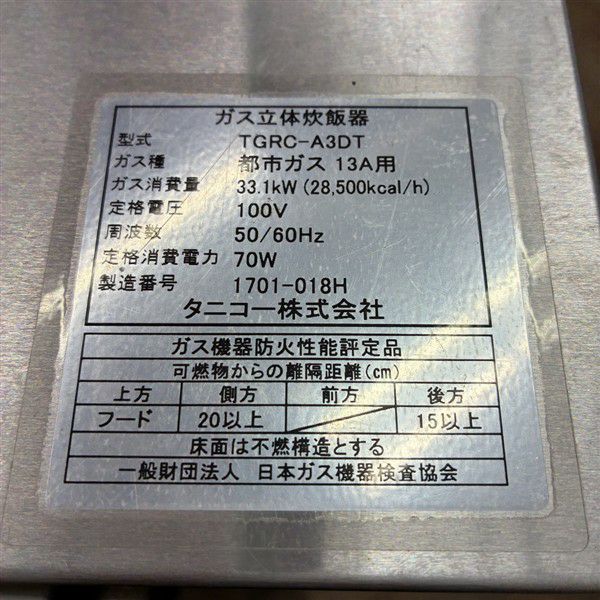 ガス立体炊飯器
型式 TGRC-A3DT
ガス種 都市ガス 13A用
ガス消費量 33.1kW (28,500kcal/h)
定格電圧 100V
周波数 50/60Hz
定格消費電力 70W
製造番号 1701-018H
タニコー株式会社
ガス機器防火性能評定品
可燃物からの離隔距離(cm)
上方 側方 前方 後方
フード 20以上 15以上
床面は不燃構造とする
一般財団法人 日本ガス機器検査協会